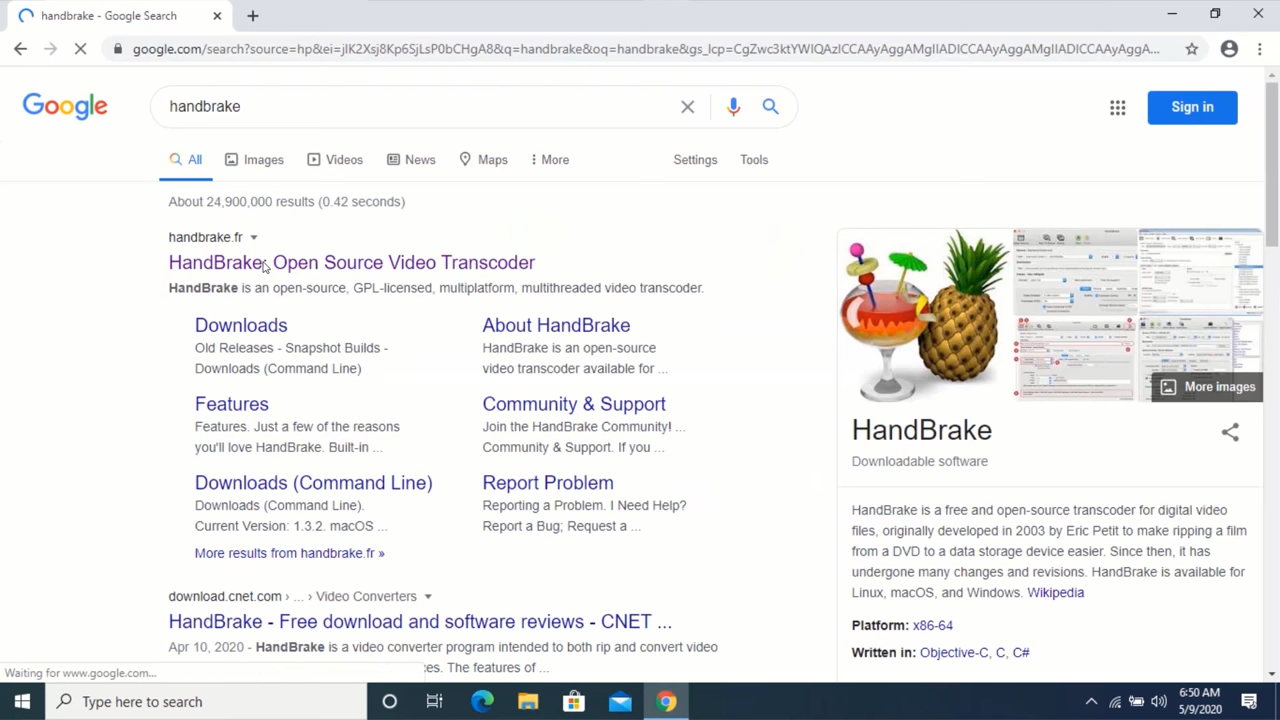 handbrake - Google Search
google.com/search?source=hp&ei=jIK2Xsj8Kp6SjLsP0bCHgA8&q=handbrake&oq=handbrake&gs_lcp=CgZwc3ktYWIQAzICCAAyAggAMgIIADICCAAyAggAMgIIADICCAAyAggA...
Google
handbrake
Sign in
All
Images
Videos
News
Maps
More
Settings
Tools
About 24,900,000 results (0.42 seconds)
handbrake.fr
HandBrake: Open Source Video Transcoder
HandBrake is an open-source, GPL-licensed, multiplatform, multithreaded video transcoder.
Downloads
Old Releases - Snapshot Builds -
Downloads (Command Line)
About HandBrake
HandBrake is an open-source
video transcoder available for ...
Features
Features. Just a few of the reasons
you'll love HandBrake. Built-in ...
Community & Support
Join the HandBrake Community! ...
Community & Support. If you ...
Downloads (Command Line)
Downloads (Command Line).
Current Version: 1.3.2. macOS ...
Report Problem
Reporting a Problem. I Need Help?
Report a Bug; Request a ...
More results from handbrake.fr »
download.cnet.com › ... › Video Converters
HandBrake - Free download and software reviews - CNET ...
Apr 10, 2020 - HandBrake is a video converter program intended to both rip and convert video
ces. The features of ...
More images
HandBrake
Downloadable software
HandBrake is a free and open-source transcoder for digital video
files, originally developed in 2003 by Eric Petit to make ripping a film
from a DVD to a data storage device easier. Since then, it has
undergone many changes and revisions. HandBrake is available for
Linux, macOS, and Windows. Wikipedia
Platform: x86-64
Written in: Objective-C, C, C#
Waiting for www.google.com...
Type here to search
6:50 AM
5/9/2020